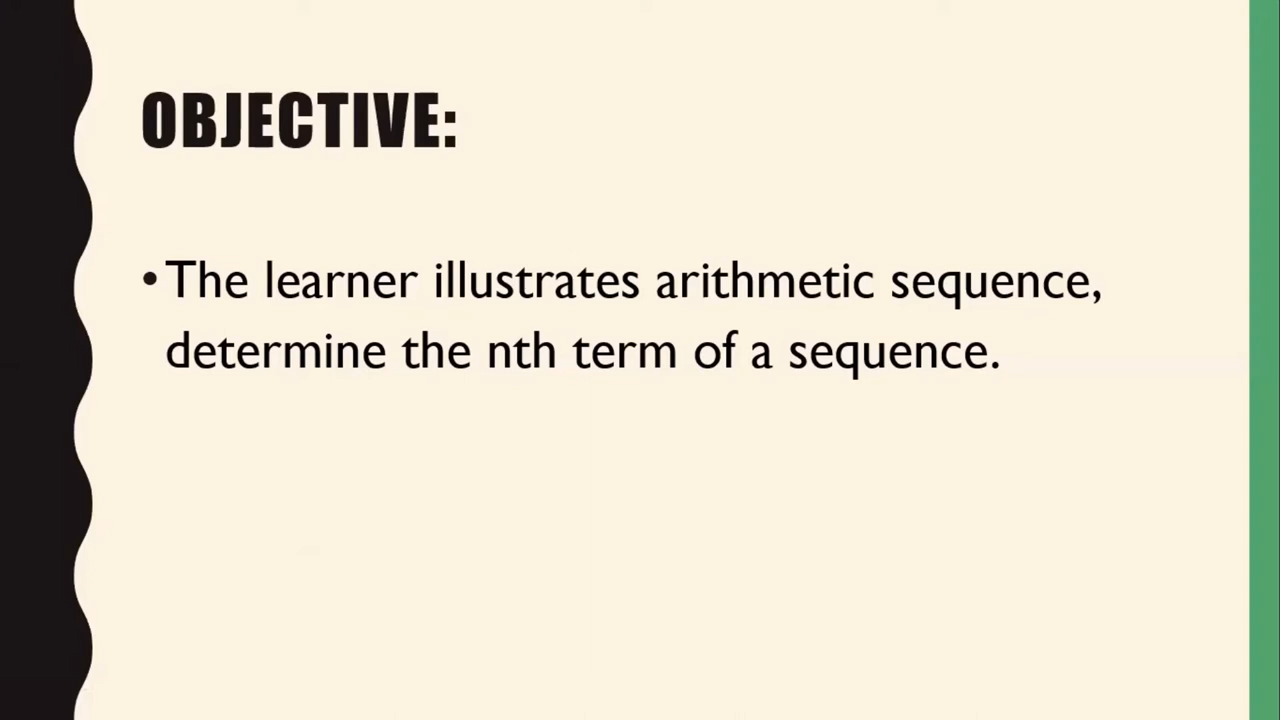 OBJECTIVE:
•The learner illustrates arithmetic sequence,
determine the nth term of a sequence.